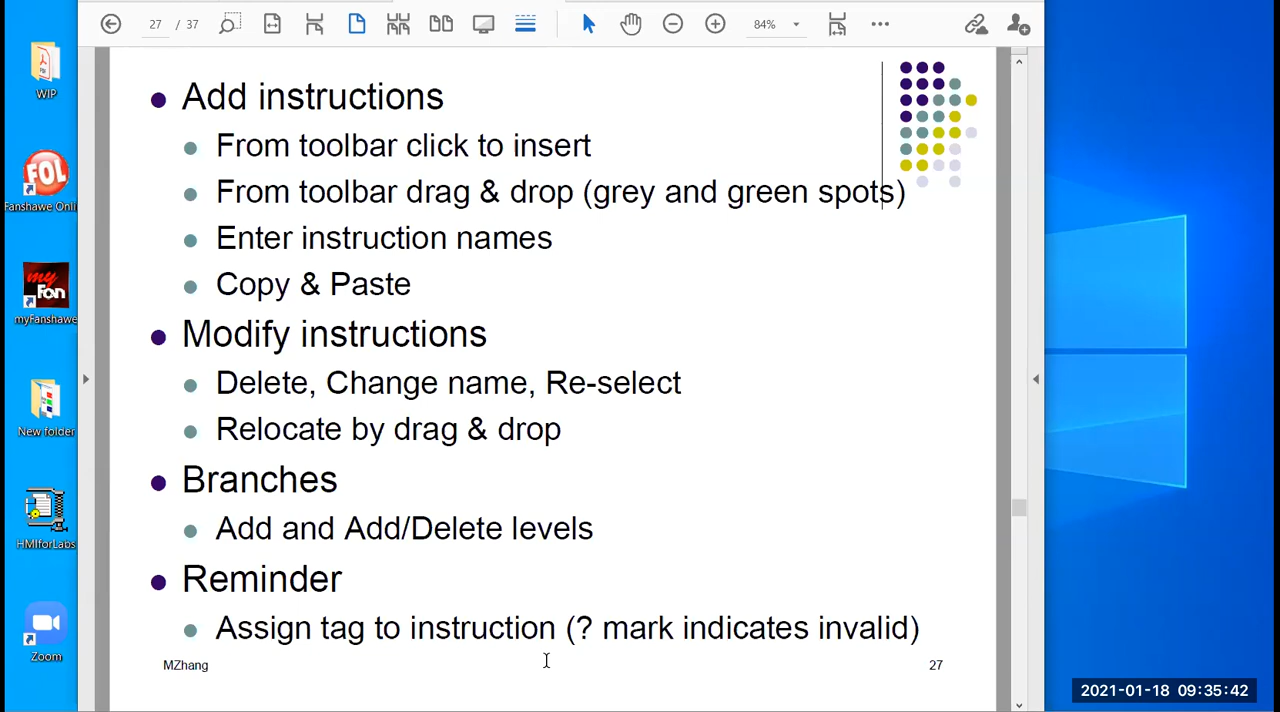 27 / 37
84%
WIP
FOL
Fanshawe Onli
my
Fon
myFanshawe
New folder
HMIforLabs
Zoom
Add instructions
From toolbar click to insert
From toolbar drag & drop (grey and green spots)
Enter instruction names
Copy & Paste
Modify instructions
Delete, Change name, Re-select
Relocate by drag & drop
Branches
Add and Add/Delete levels
Reminder
Assign tag to instruction (? mark indicates invalid)
MZhang
27
2021-01-18 09:35:42